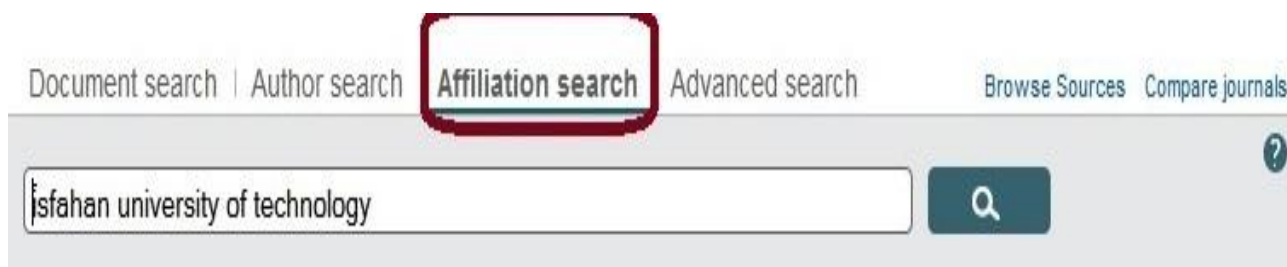 Document search | Author search Affiliation search Advanced search Browse Sources Compare journals
?
isfahan university of technology